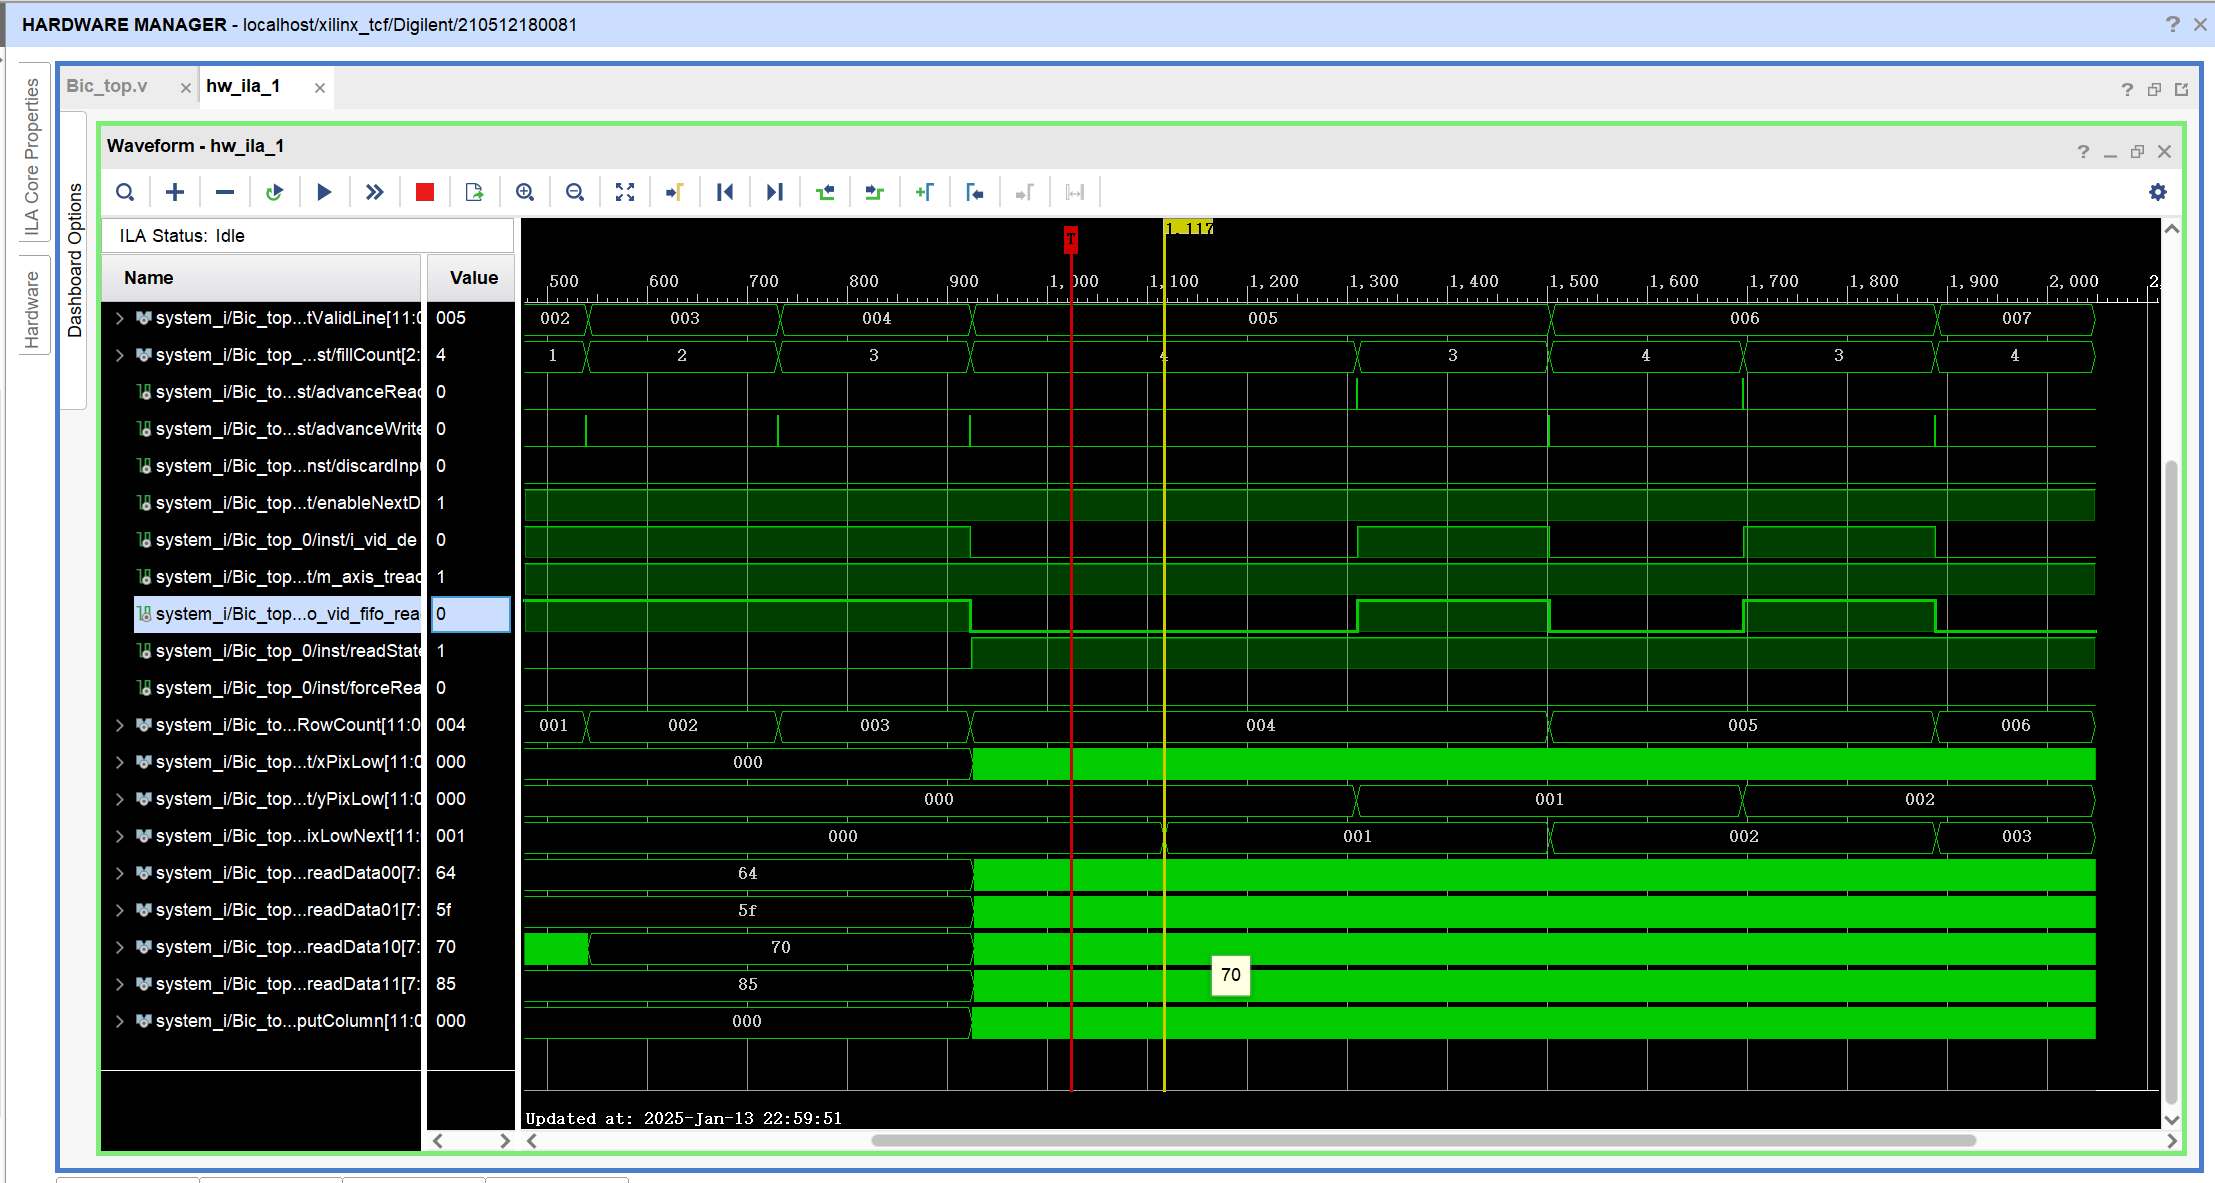 HARDWARE MANAGER - localhost/xilinx_tcf/Digilent/210512180081
ILA Core Properties
Hardware
Dashboard Options
Bic_top.v
hw_ila_1
Waveform - hw_ila_1
ILA Status: Idle
Name Value
1,117
T
500 600 700 800 900 1,000 1,100 1,200 1,300 1,400 1,500 1,600 1,700 1,800 1,900 2,000 2,
system_i/Bic_top...tValidLine[11:0 005 002 003 004 005 006 007
system_i/Bic_top_...st/fillCount[2: 4 1 2 3 4 3 4 3 4
system_i/Bic_to...st/advanceRead 0
system_i/Bic_to...st/advanceWrite 0
system_i/Bic_top...nst/discardInpu 0
system_i/Bic_top...t/enableNextD 1
system_i/Bic_top_0/inst/i_vid_de 0
system_i/Bic_top...t/m_axis_tread 1
system_i/Bic_top...o_vid_fifo_rea 0
system_i/Bic_top_0/inst/readState 1
system_i/Bic_top_0/inst/forceRea 0
system_i/Bic_to...RowCount[11:0 004 001 002 003 004 005 006
system_i/Bic_top...t/xPixLow[11:0 000 000
system_i/Bic_top...t/yPixLow[11:0 000 000 001 002
system_i/Bic_top...ixLowNext[11: 001 000 001 002 003
system_i/Bic_top...readData00[7: 64 64
system_i/Bic_top...readData01[7: 5f 5f
system_i/Bic_top...readData10[7: 70 70
system_i/Bic_top...readData11[7: 85 85
70
system_i/Bic_to...putColumn[11:0 000 000
Updated at: 2025-Jan-13 22:59:51